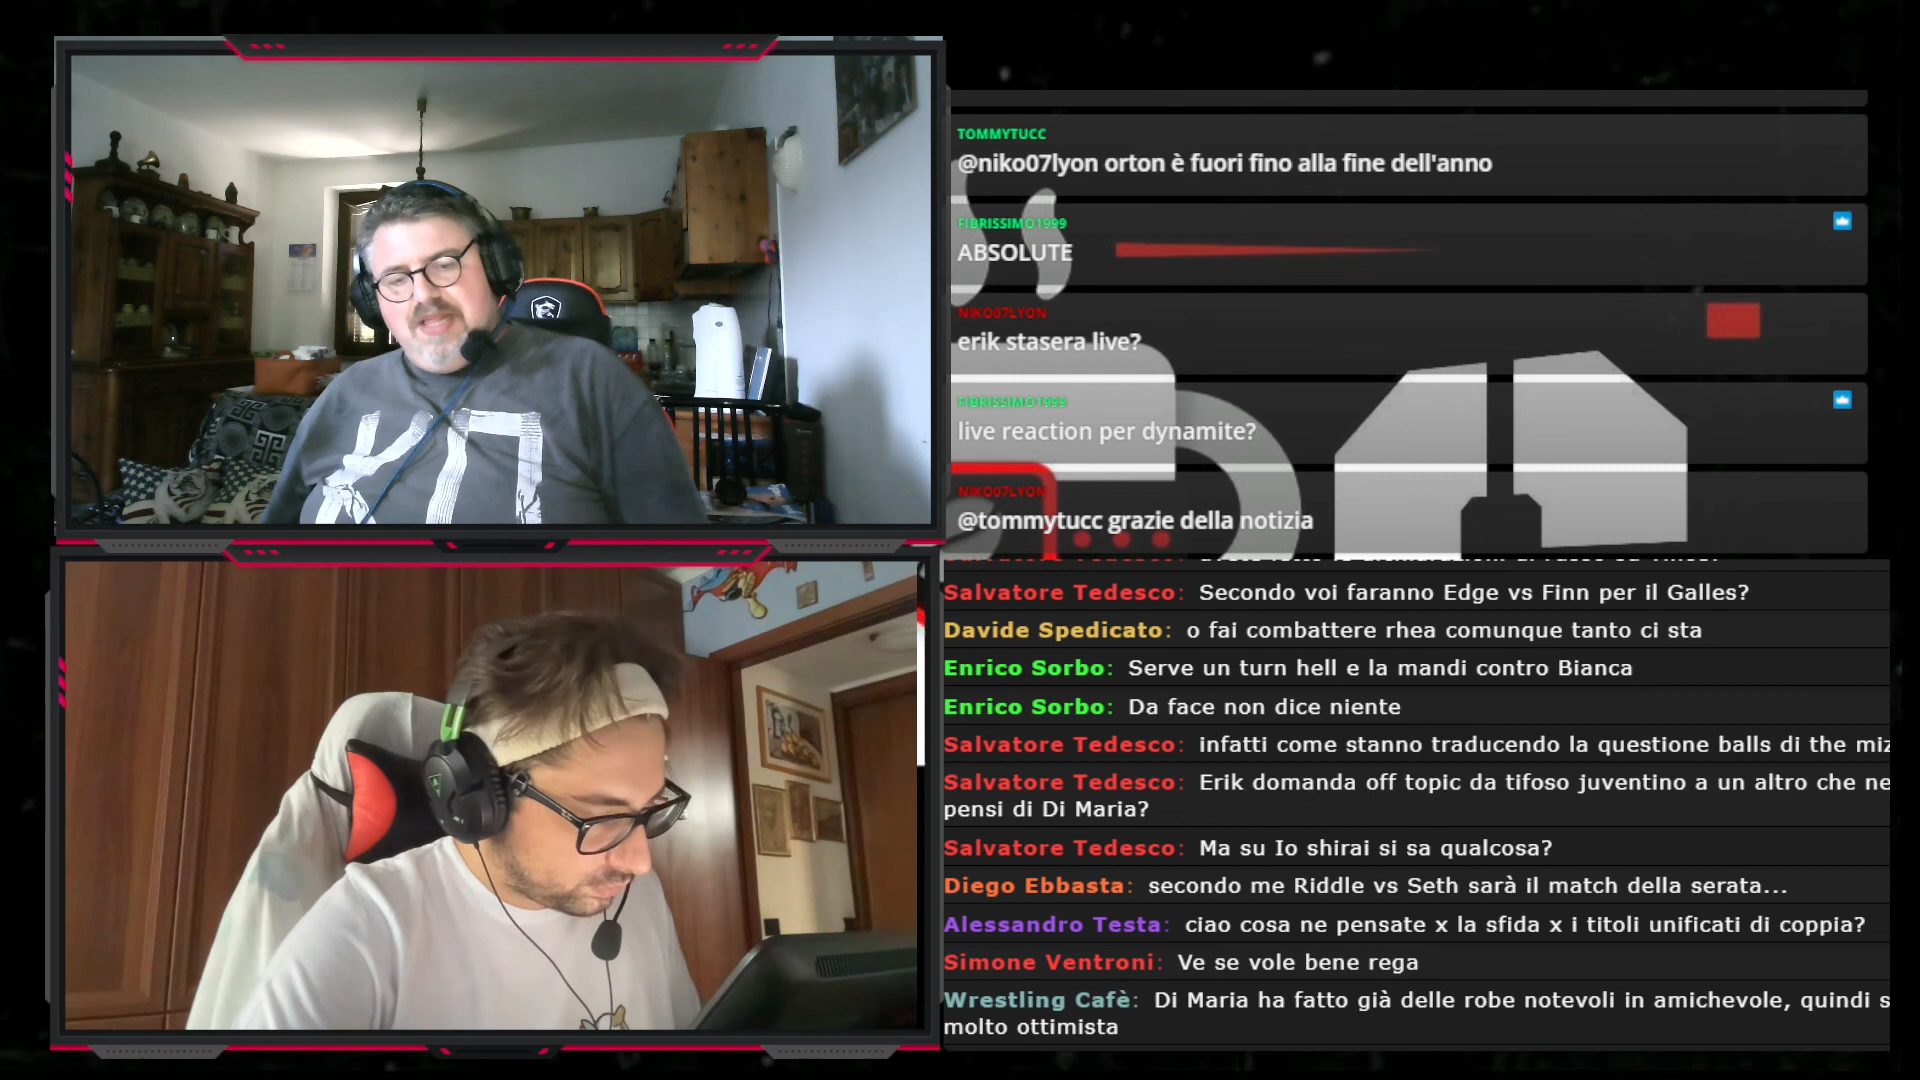 TOMMYTUCC
@niko07lyon orton è fuori fino alla fine dell'anno
FIBRISSIMO1999
ABSOLUTE
NIKO07LYON
erik stasera live?
FIBRISSIMO1999
live reaction per dynamite?
NIKO07LYON
@tommytucc grazie della notizia
Salvatore Tedesco: Secondo voi faranno Edge vs Finn per il Galles?
Davide Spedicato: o fai combattere rhea comunque tanto ci sta
Enrico Sorbo: Serve un turn hell e la mandi contro Bianca
Enrico Sorbo: Da face non dice niente
Salvatore Tedesco: infatti come stanno traducendo la questione balls di the miz
Salvatore Tedesco: Erik domanda off topic da tifoso juventino a un altro che ne
pensi di Di Maria?
Salvatore Tedesco: Ma su Io shirai si sa qualcosa?
Diego Ebbasta: secondo me Riddle vs Seth sarà il match della serata...
Alessandro Testa: ciao cosa ne pensate x la sfida x i titoli unificati di coppia?
Simone Ventroni: Ve se vole bene rega
Wrestling Cafè: Di Maria ha fatto già delle robe notevoli in amichevole, quindi s
molto ottimista